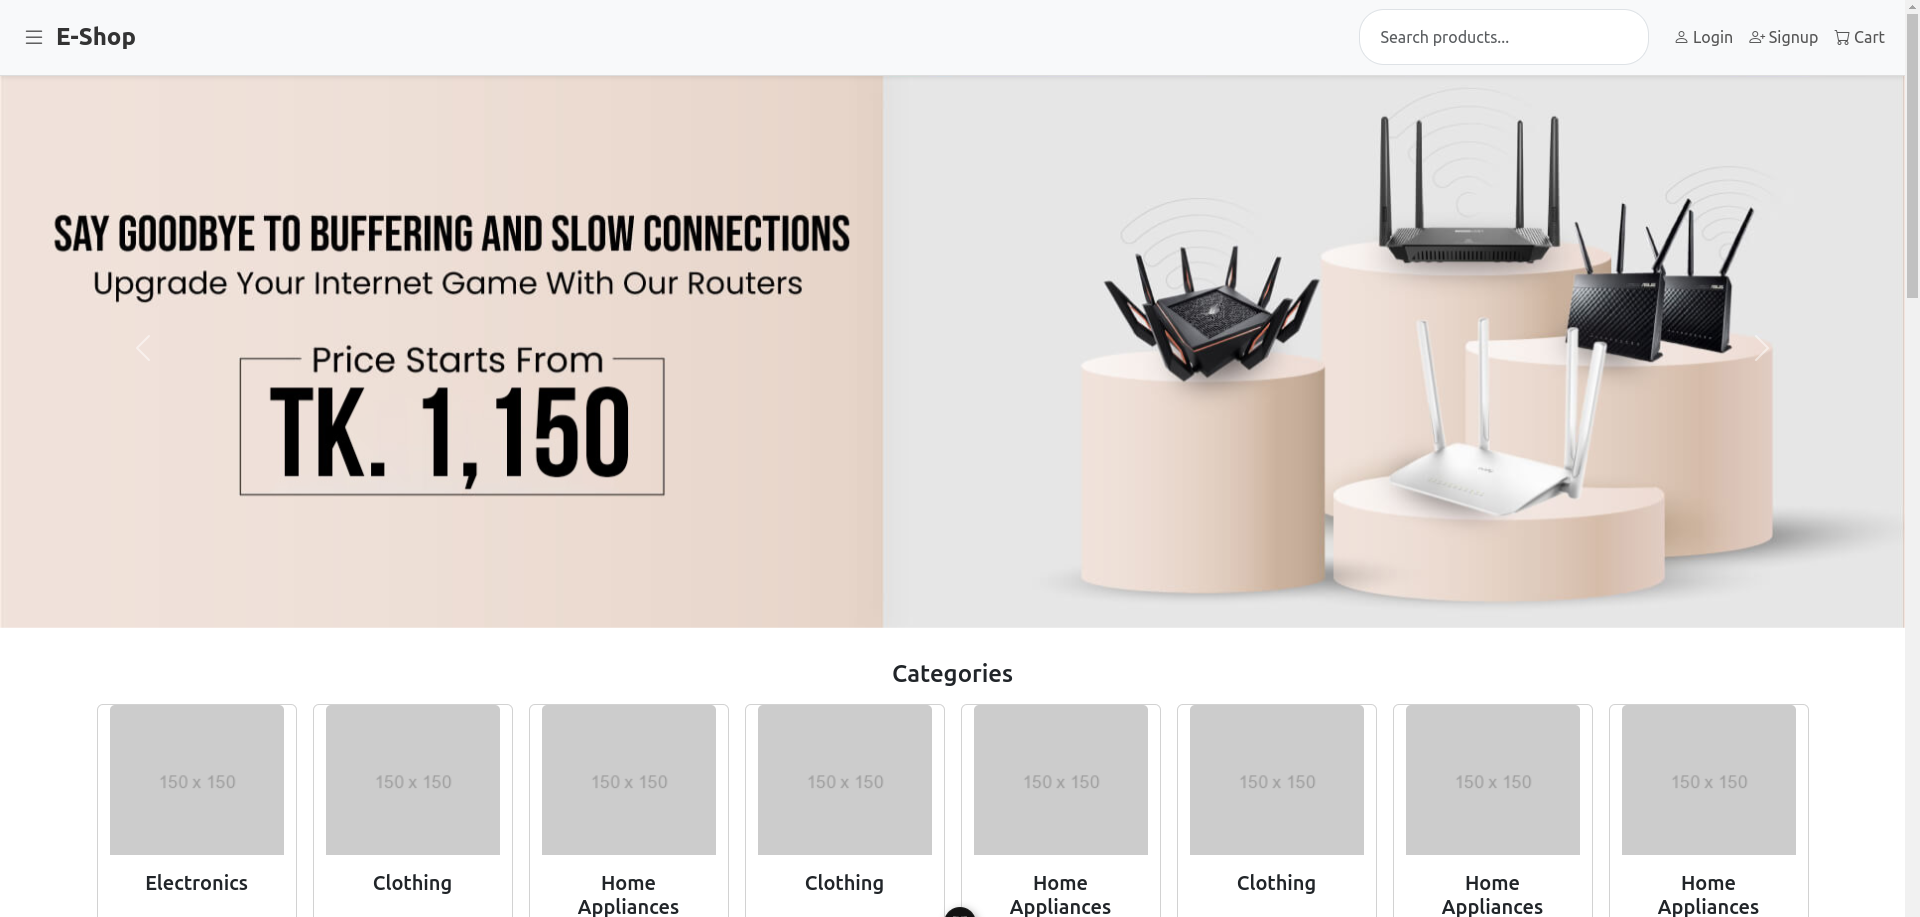 E-Shop
Search products...
Login
Signup
Cart
SAY GOODBYE TO BUFFERING AND SLOW CONNECTIONS
Upgrade Your Internet Game With Our Routers
Price Starts From
TK. 1,150
Categories
150 x 150
150 x 150
150 x 150
150 x 150
150 x 150
150 x 150
150 x 150
150 x 150
Electronics
Clothing
Home
Appliances
Clothing
Home
Appliances
Clothing
Home
Appliances
Home
Appliances